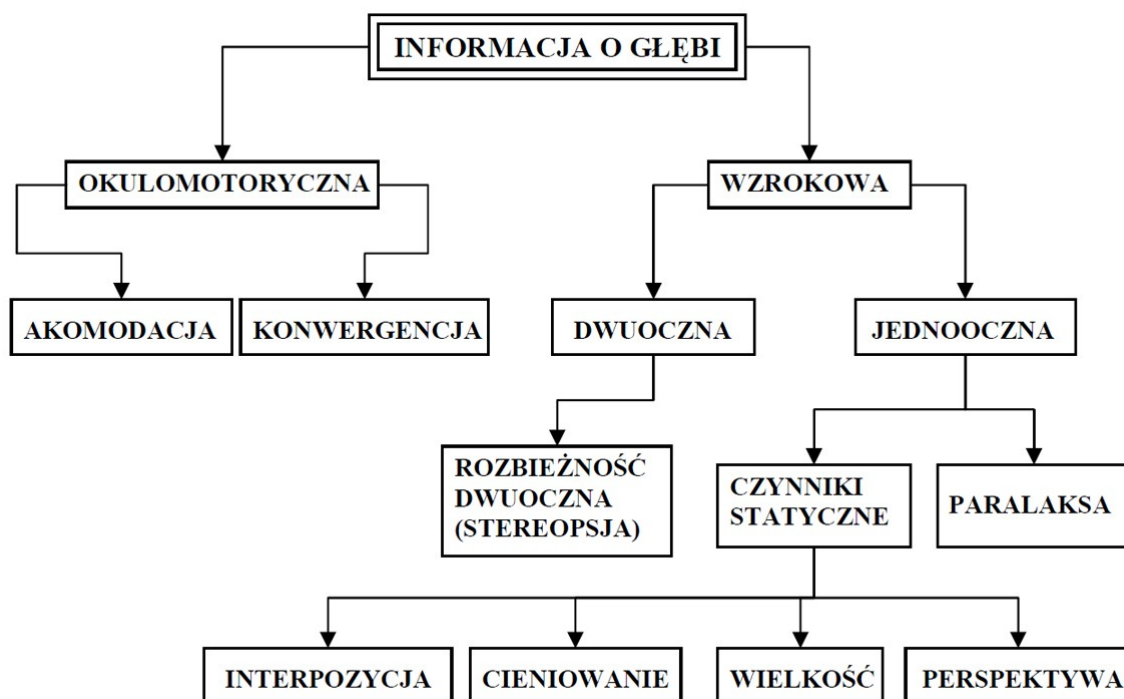 INFORMACJA O GŁĘBI
OKULOMOTORYCZNA
WZROKOWA
AKOMODACJA
KONWERGENCJA
DWUOCZNA
JEDNOOCZNA
ROZBIEŻNOŚĆ
DWUOCZNA
(STEREOPSJA)
CZYNNIKI
STATYCZNE
PARALAKSA
INTERPOZYCJA
CIENIOWANIE
WIELKOŚĆ
PERSPEKTYWA